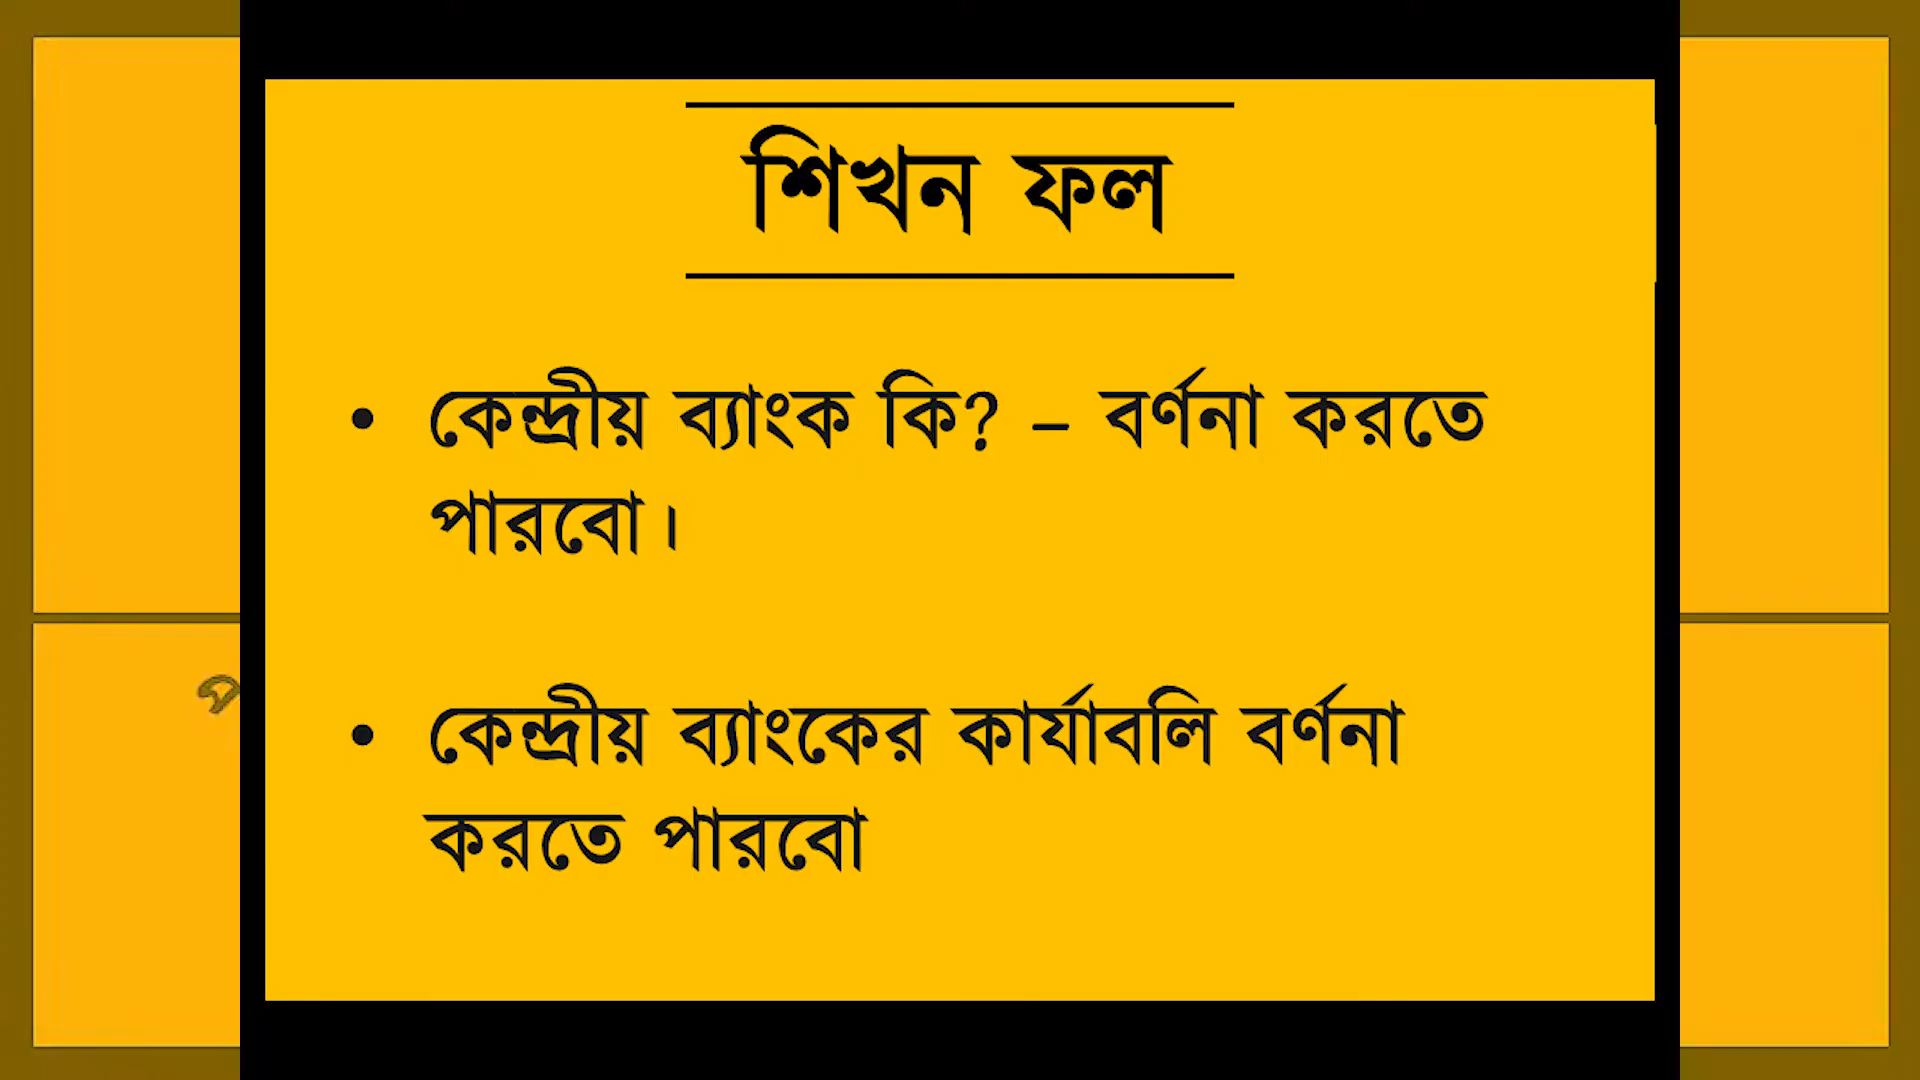 শিখন ফল
• কেন্দ্রীয় ব্যাংক কি? – বর্ণনা করতে
পারবো।
• কেন্দ্রীয় ব্যাংকের কার্যাবলি বর্ণনা
করতে পারবো